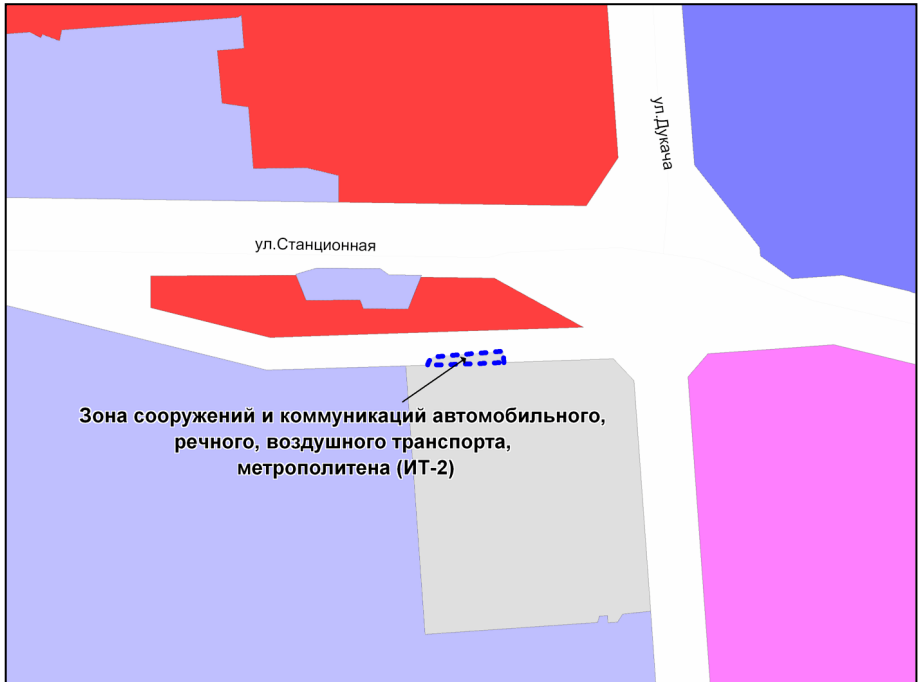 ул.Дукача
ул.Станционная
Зона сооружений и коммуникаций автомобильного,
речного, воздушного транспорта,
метрополитена (ИТ-2)